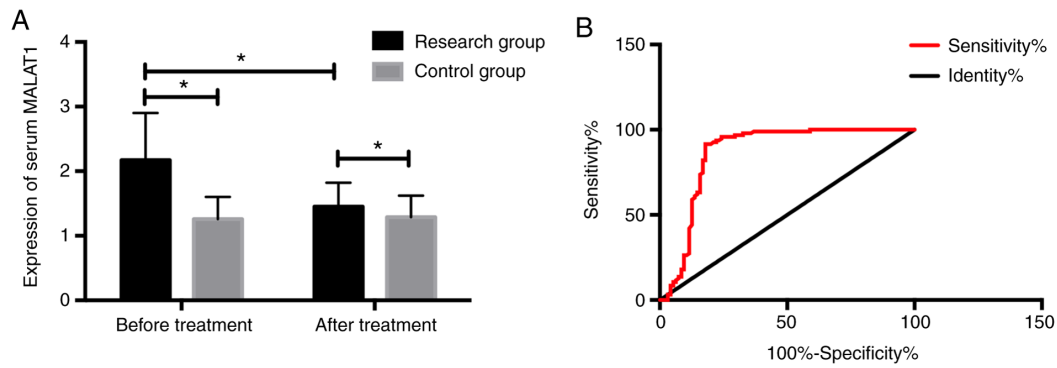 A
Expression of serum MALAT1
4
3
2
1
0
*
*
*
Research group
Control group
Before treatment
After treatment
B
Sensitivity%
150
100
50
0
Sensitivity%
Identity%
0
50
100
150
100%-Specificity%